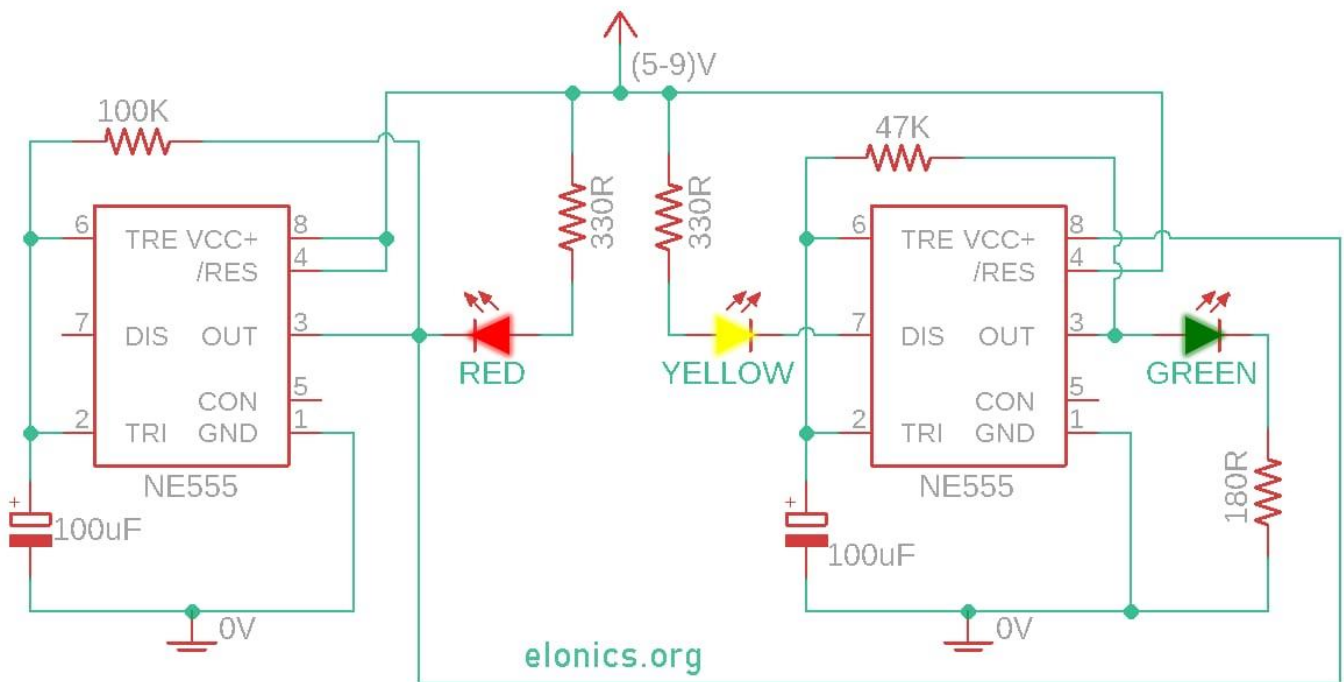 (5-9)V
100K
47K
330R
330R
6
TRE VCC+
8
/RES
4
7
DIS OUT
3
CON
5
2
TRI GND
1
NE555
RED
YELLOW
6
TRE VCC+
8
/RES
4
7
DIS OUT
3
CON
5
2
TRI GND
1
NE555
GREEN
180R
+
100uF
+
100uF
0V
0V
elonics.org